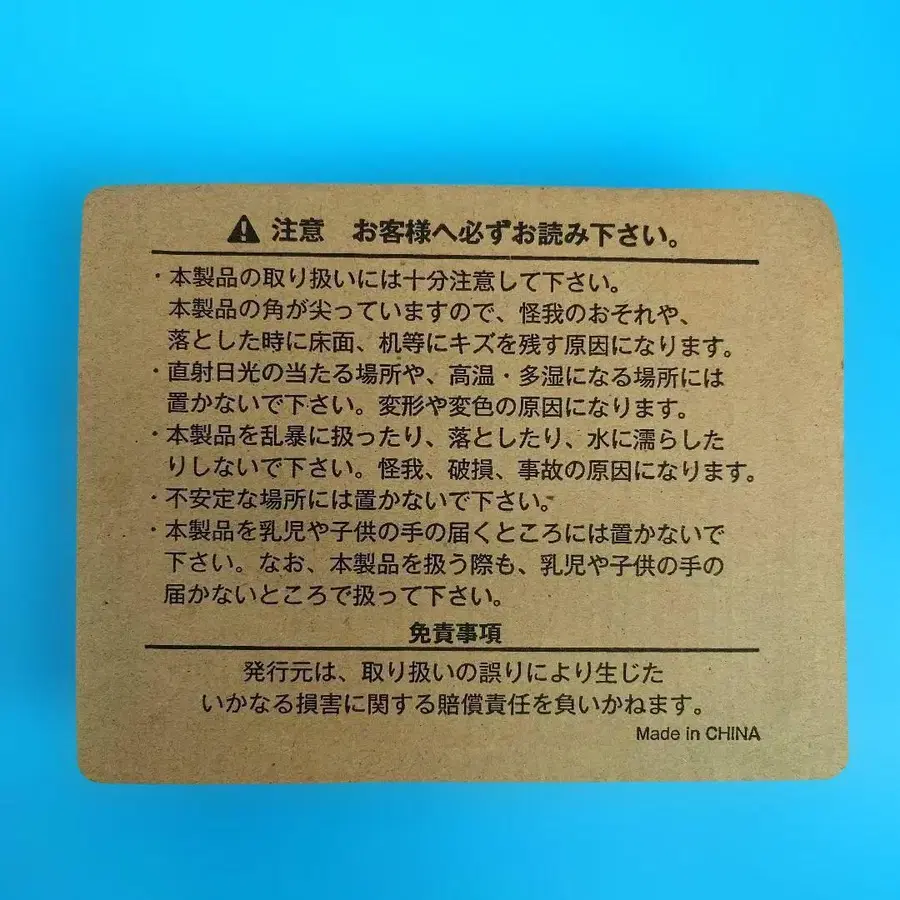 ⚠注意　お客様へ必ずお読み下さい。
・本製品の取り扱いには十分注意して下さい。
本製品の角が尖っていますので、怪我のおそれや、
落とした時に床面、机等にキズを残す原因になります。
・直射日光の当たる場所や、高温・多湿になる場所には
置かないで下さい。変形や変色の原因になります。
・本製品を乱暴に扱ったり、落としたり、水に濡らした
りしないで下さい。怪我、破損、事故の原因になります。
・不安定な場所には置かないで下さい。
・本製品を乳児や子供の手の届くところには置かないで
下さい。なお、本製品を扱う際も、乳児や子供の手の
届かないところで扱って下さい。
免責事項
発行元は、取り扱いの誤りにより生じた
いかなる損害に関する賠償責任を負いかねます。
Made in CHINA